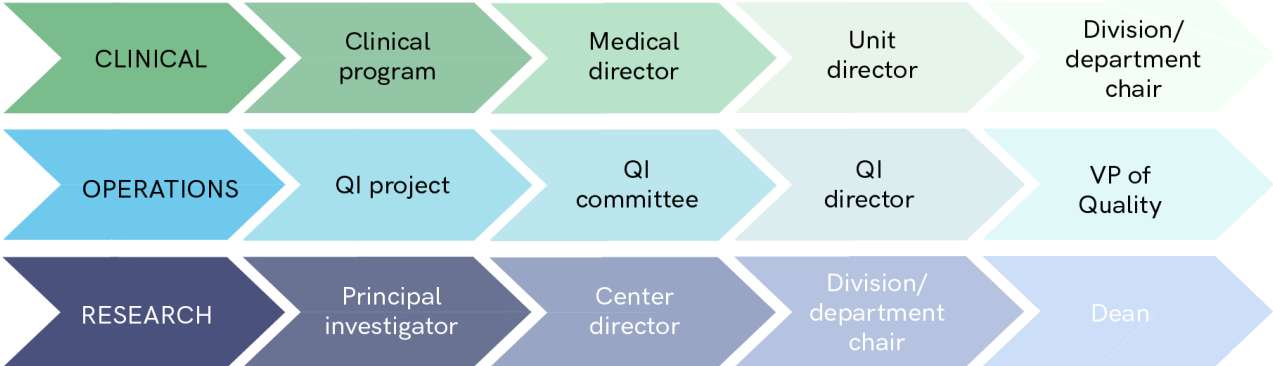 CLINICAL
Clinical
program
Medical
director
Unit
director
Division/
department
chair
OPERATIONS
QI project
QI
committee
QI
director
VP of
Quality
RESEARCH
Principal
investigator
Center
director
Division/
department
chair
Dean